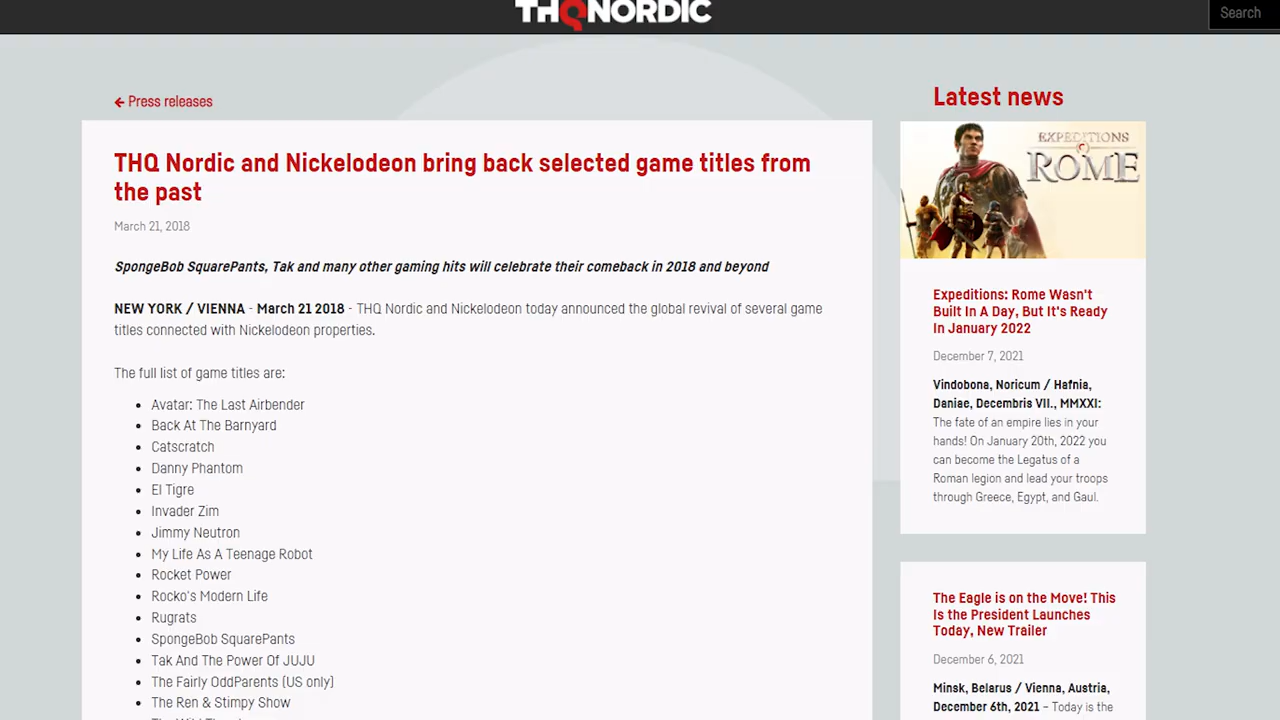 THQNORDIC
Search
← Press releases
THQ Nordic and Nickelodeon bring back selected game titles from
the past
March 21, 2018
SpongeBob SquarePants, Tak and many other gaming hits will celebrate their comeback in 2018 and beyond
NEW YORK / VIENNA - March 21 2018 - THQ Nordic and Nickelodeon today announced the global revival of several game
titles connected with Nickelodeon properties.
The full list of game titles are:
• Avatar: The Last Airbender
• Back At The Barnyard
• Catscratch
• Danny Phantom
• El Tigre
• Invader Zim
• Jimmy Neutron
• My Life As A Teenage Robot
• Rocket Power
• Rocko's Modern Life
• Rugrats
• SpongeBob SquarePants
• Tak And The Power Of JUJU
• The Fairly OddParents (US only)
• The Ren & Stimpy Show
Latest news
EXPEDITIONS
ROME
Expeditions: Rome Wasn't
Built In A Day, But It's Ready
In January 2022
December 7, 2021
Vindobona, Noricum / Hafnia,
Daniae, Decembris VII., MMXXI:
The fate of an empire lies in your
hands! On January 20th, 2022 you
can become the Legatus of a
Roman legion and lead your troops
through Greece, Egypt, and Gaul.
The Eagle is on the Move! This
Is the President Launches
Today, New Trailer
December 6, 2021
Minsk, Belarus / Vienna, Austria,
December 6th, 2021 – Today is the